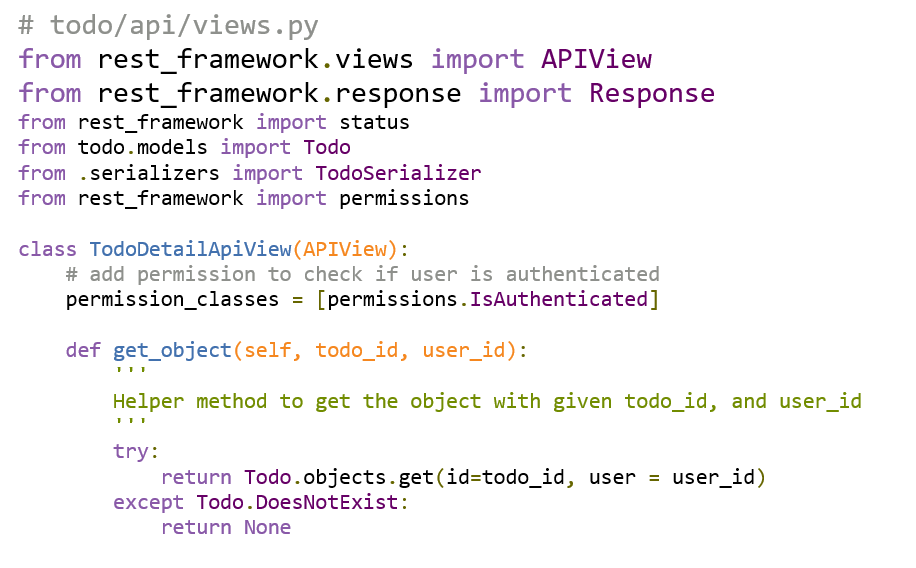 # todo/api/views.py
from rest_framework.views import APIView
from rest_framework.response import Response
from rest_framework import status
from todo.models import Todo
from .serializers import TodoSerializer
from rest_framework import permissions

class TodoDetailApiView(APIView):
    # add permission to check if user is authenticated
    permission_classes = [permissions.IsAuthenticated]

    def get_object(self, todo_id, user_id):
        '''
        Helper method to get the object with given todo_id, and user_id
        '''
        try:
            return Todo.objects.get(id=todo_id, user = user_id)
        except Todo.DoesNotExist:
            return None